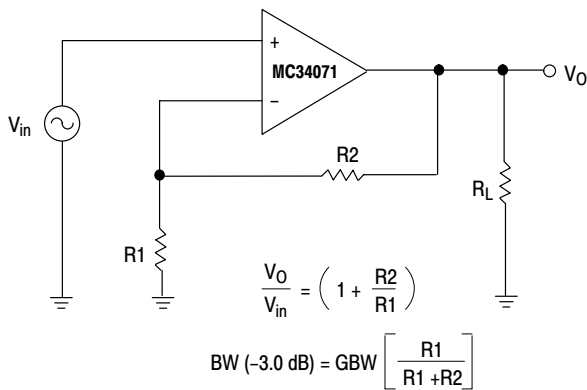 +
MC34071
−
V_O
V_in
R2
R_L
R1
V_O / V_in = ( 1 + R2 / R1 )
BW (−3.0 dB) = GBW [ R1 / R1 +R2 ]